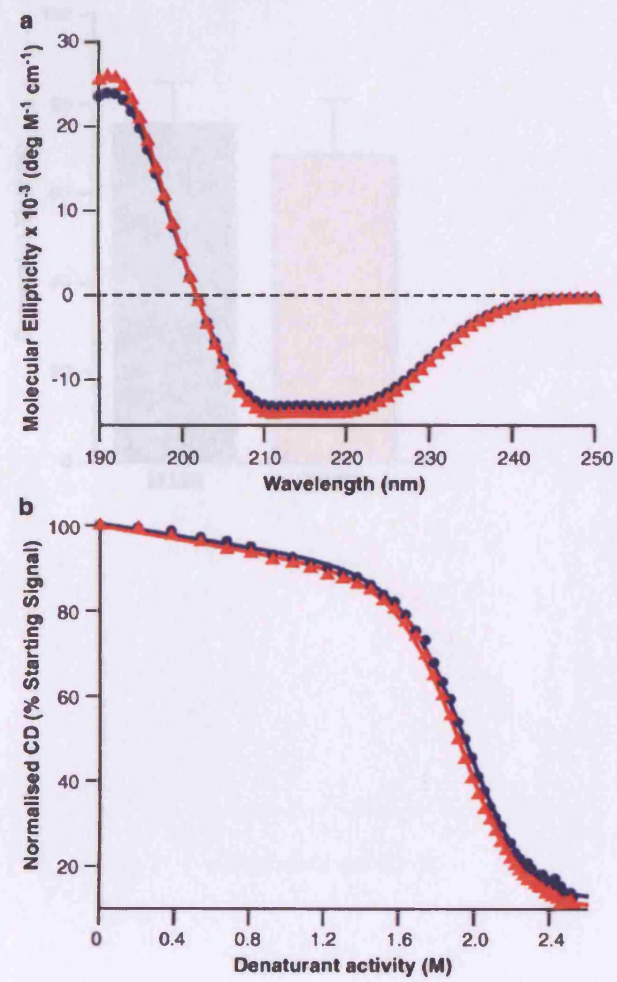 a
Molecular Ellipticity x 10⁻³ (deg M⁻¹ cm⁻¹)
30
20
10
0
-10
190 200 210 220 230 240 250
Wavelength (nm)
b
Normalised CD (% Starting Signal)
100
80
60
40
20
0 0.4 0.8 1.2 1.6 2.0 2.4
Denaturant activity (M)